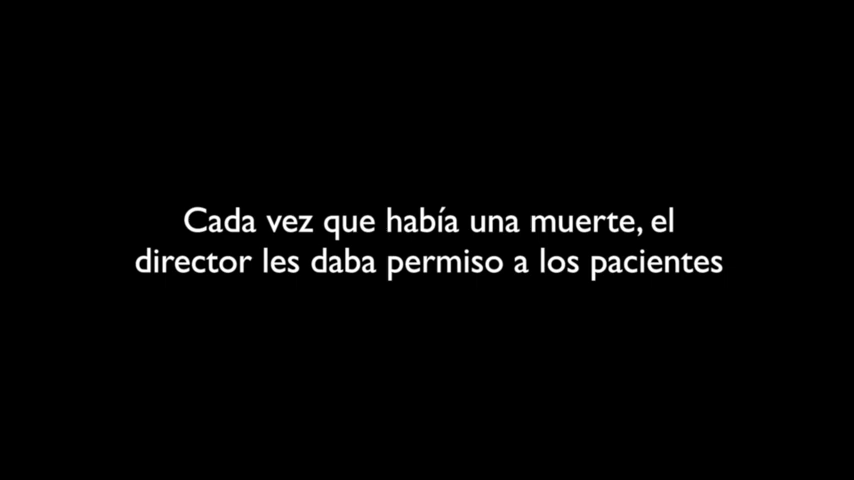 Cada vez que había una muerte, el
director les daba permiso a los pacientes